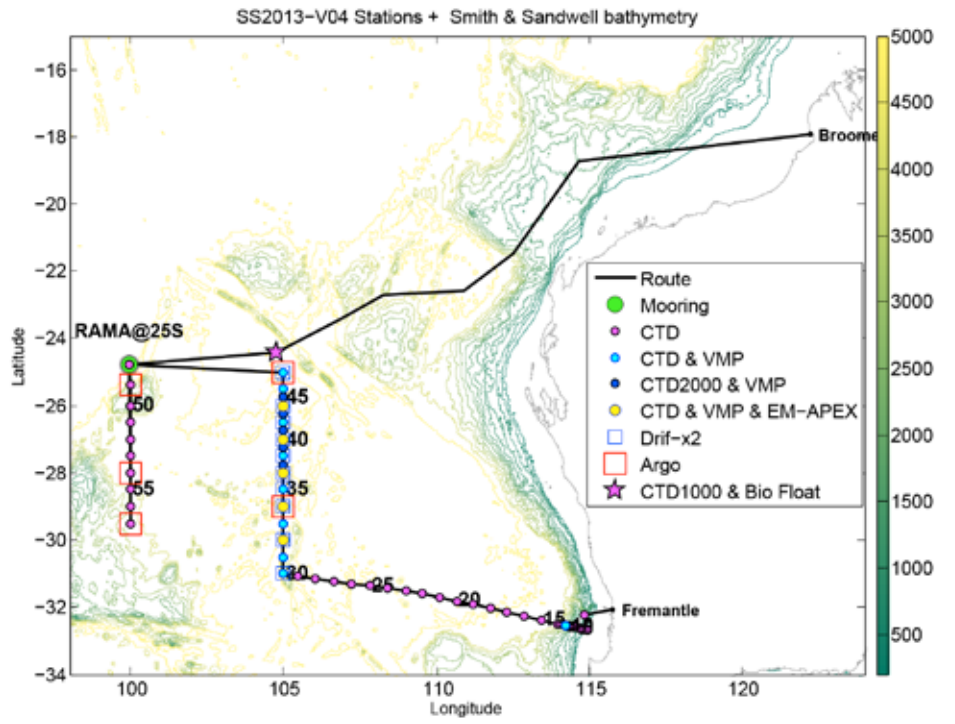 SS2013−V04 Stations + Smith & Sandwell bathymetry
5000
4500
4000
3500
3000
2500
2000
1500
1000
500
−16
−18
−20
−22
−24
−26
−28
−30
−32
−34
Latitude
Broome
RAMA@25S
50
55
45
40
35
30
25
20
15
Fremantle
Route
Mooring
CTD
CTD & VMP
CTD2000 & VMP
CTD & VMP & EM−APEX
Drif−x2
Argo
CTD1000 & Bio Float
100
105
110
115
120
Longitude